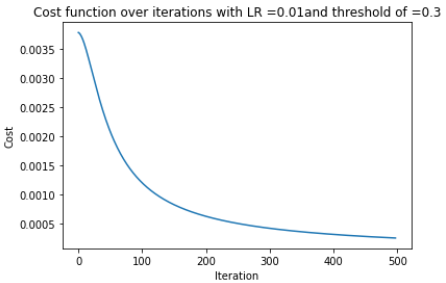 Cost function over iterations with LR =0.01and threshold of =0.3
0.0035
0.0030
0.0025
0.0020
0.0015
0.0010
0.0005
Cost
0 100 200 300 400 500
Iteration